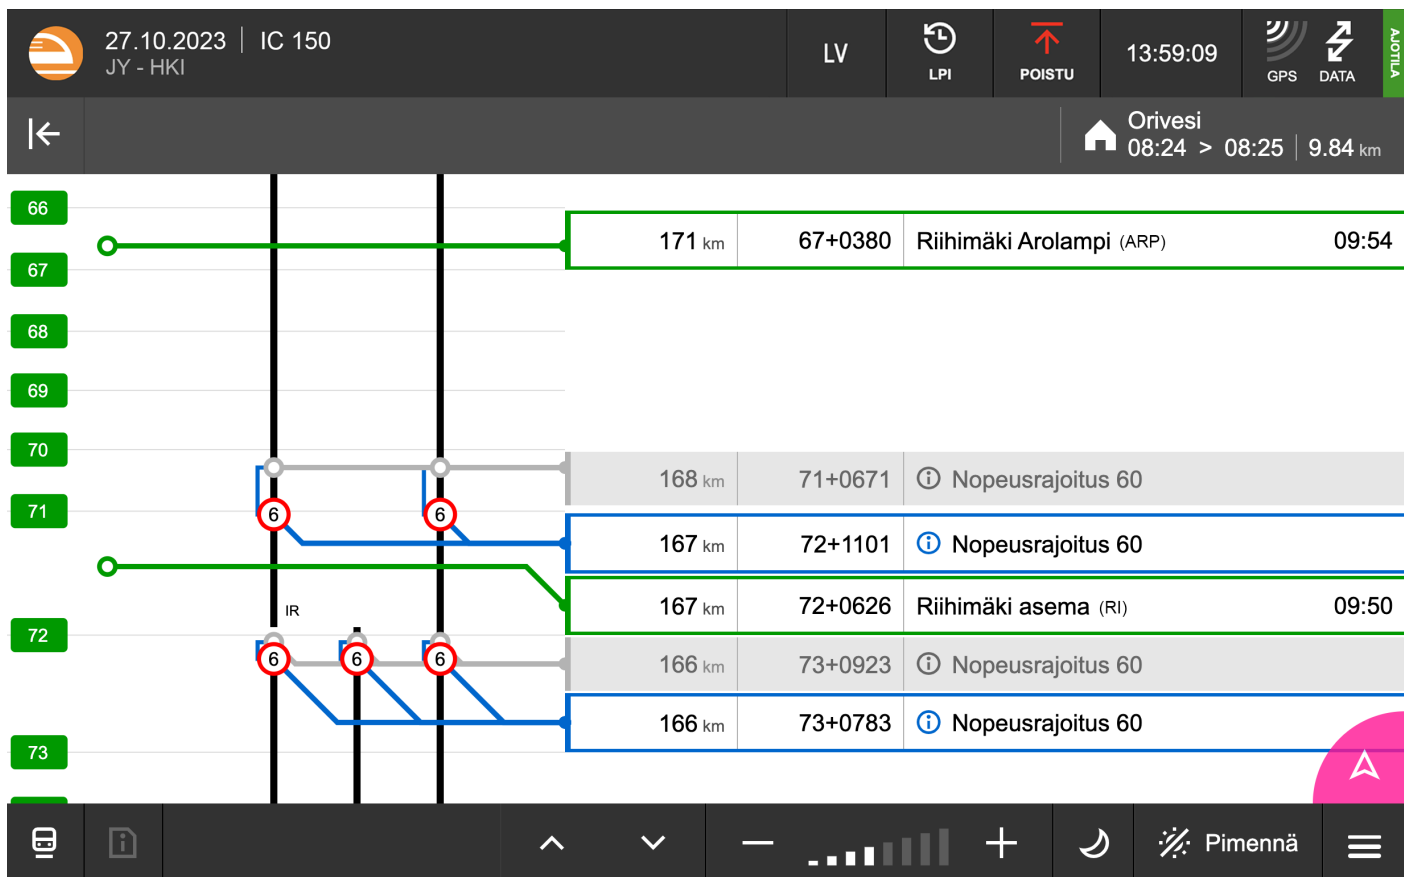 27.10.2023 | IC 150
JY - HKI
LV
LPI
POISTU
13:59:09
GPS
DATA
AJOTILA
Orivesi
08:24 > 08:25 | 9.84 km
66
171 km 67+0380 Riihimäki Arolampi (ARP) 09:54
67
68
69
70
168 km 71+0671 Nopeusrajoitus 60
71
6 6
167 km 72+1101 Nopeusrajoitus 60
167 km 72+0626 Riihimäki asema (RI) 09:50
IR
72
6 6 6
166 km 73+0923 Nopeusrajoitus 60
166 km 73+0783 Nopeusrajoitus 60
73
Pimennä